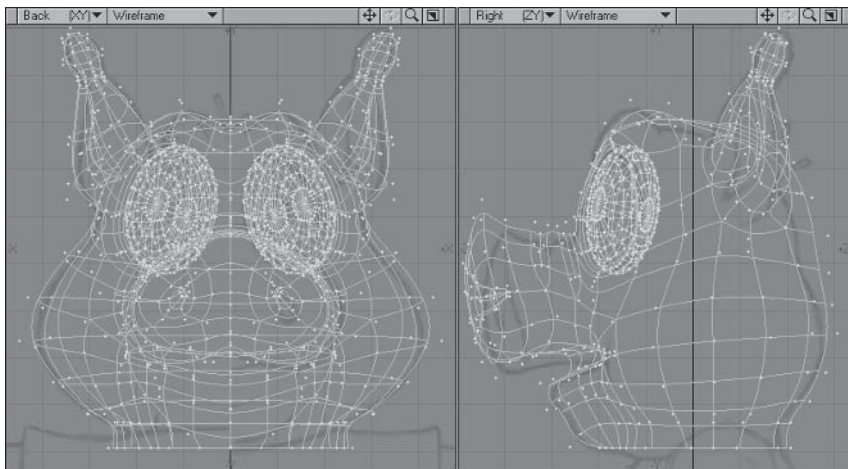 Back (XY) Wireframe
Right (ZY) Wireframe
+Y
+Y
-X
+X